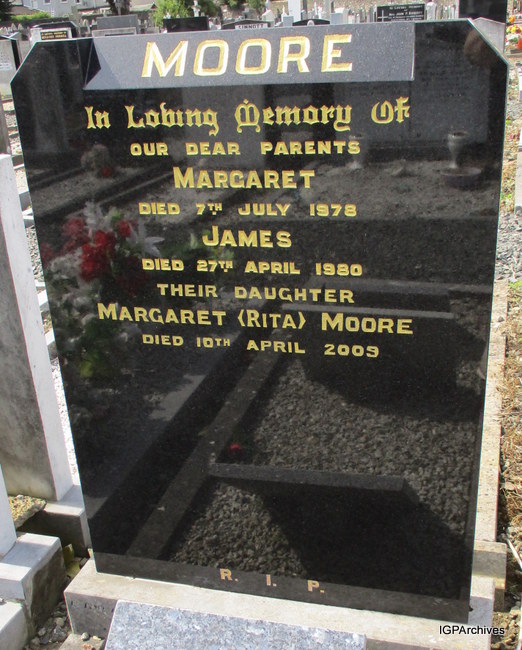 MOORE
In Loving Memory Of
OUR DEAR PARENTS
MARGARET
DIED 7TH JULY 1978
JAMES
DIED 27TH APRIL 1980
THEIR DAUGHTER
MARGARET (RITA) MOORE
DIED 10TH APRIL 2009
R. I. P.
IGPArchives